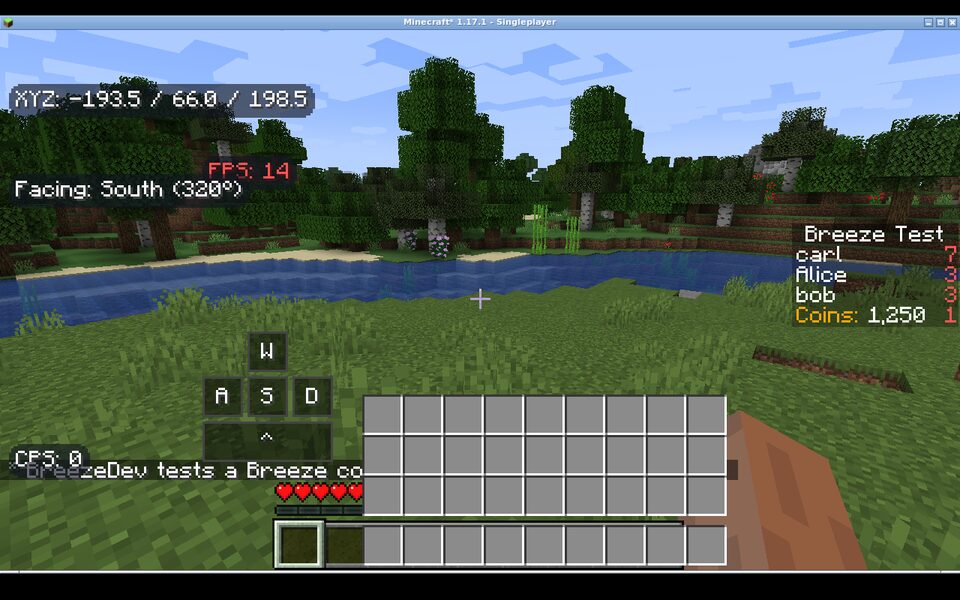 Minecraft* 1.17.1 - Singleplayer
XYZ: -193.5 / 66.0 / 198.5
FPS: 14
Facing: South (320°)
Breeze Test
carl 7
Alice 3
bob 3
Coins: 1,250 1
W
A S D
^
CPS: 0
BreezeDev tests a Breeze co